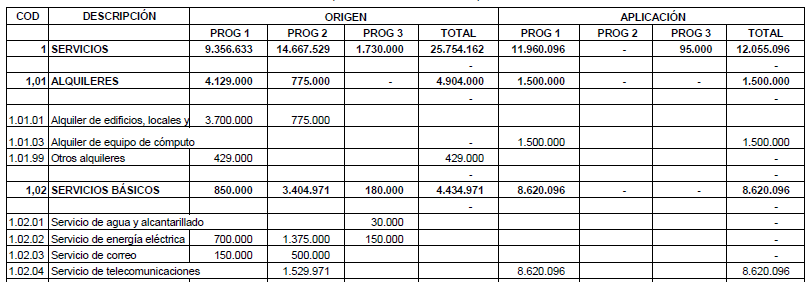 COD DESCRIPCIÓN ORIGEN APLICACIÓN
PROG 1 PROG 2 PROG 3 TOTAL PROG 1 PROG 2 PROG 3 TOTAL
1 SERVICIOS 9.356.633 14.667.529 1.730.000 25.754.162 11.960.096 - 95.000 12.055.096
- -
1,01 ALQUILERES 4.129.000 775.000 - 4.904.000 1.500.000 - - 1.500.000
- -
1.01.01 Alquiler de edificios, locales y 3.700.000 775.000 -
1.01.03 Alquiler de equipo de cómputo - 1.500.000 1.500.000
1.01.99 Otros alquileres 429.000 429.000 -
- -
1,02 SERVICIOS BÁSICOS 850.000 3.404.971 180.000 4.434.971 8.620.096 - - 8.620.096
- -
1.02.01 Servicio de agua y alcantarillado 30.000 -
1.02.02 Servicio de energía eléctrica 700.000 1.375.000 150.000 -
1.02.03 Servicio de correo 150.000 500.000 -
1.02.04 Servicio de telecomunicaciones 1.529.971 8.620.096 8.620.096